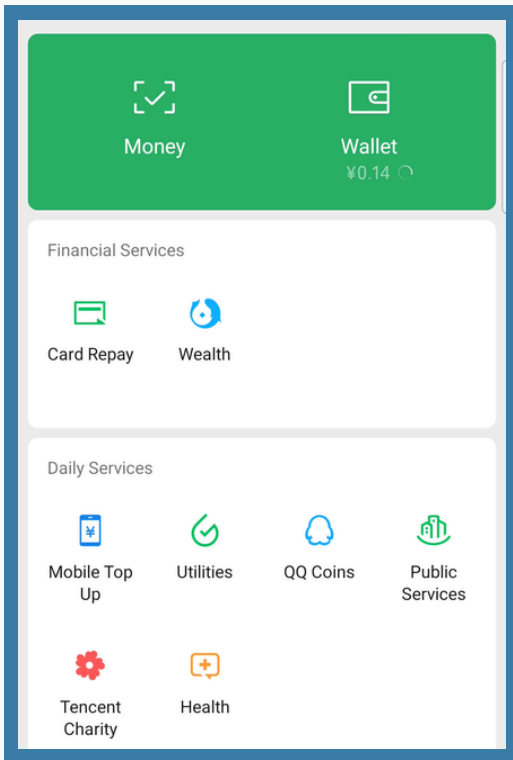 Money
Wallet
¥0.14
Financial Services
Card Repay
Wealth
Daily Services
¥
Mobile Top
Up
Utilities
QQ Coins
Public
Services
Tencent
Charity
Health